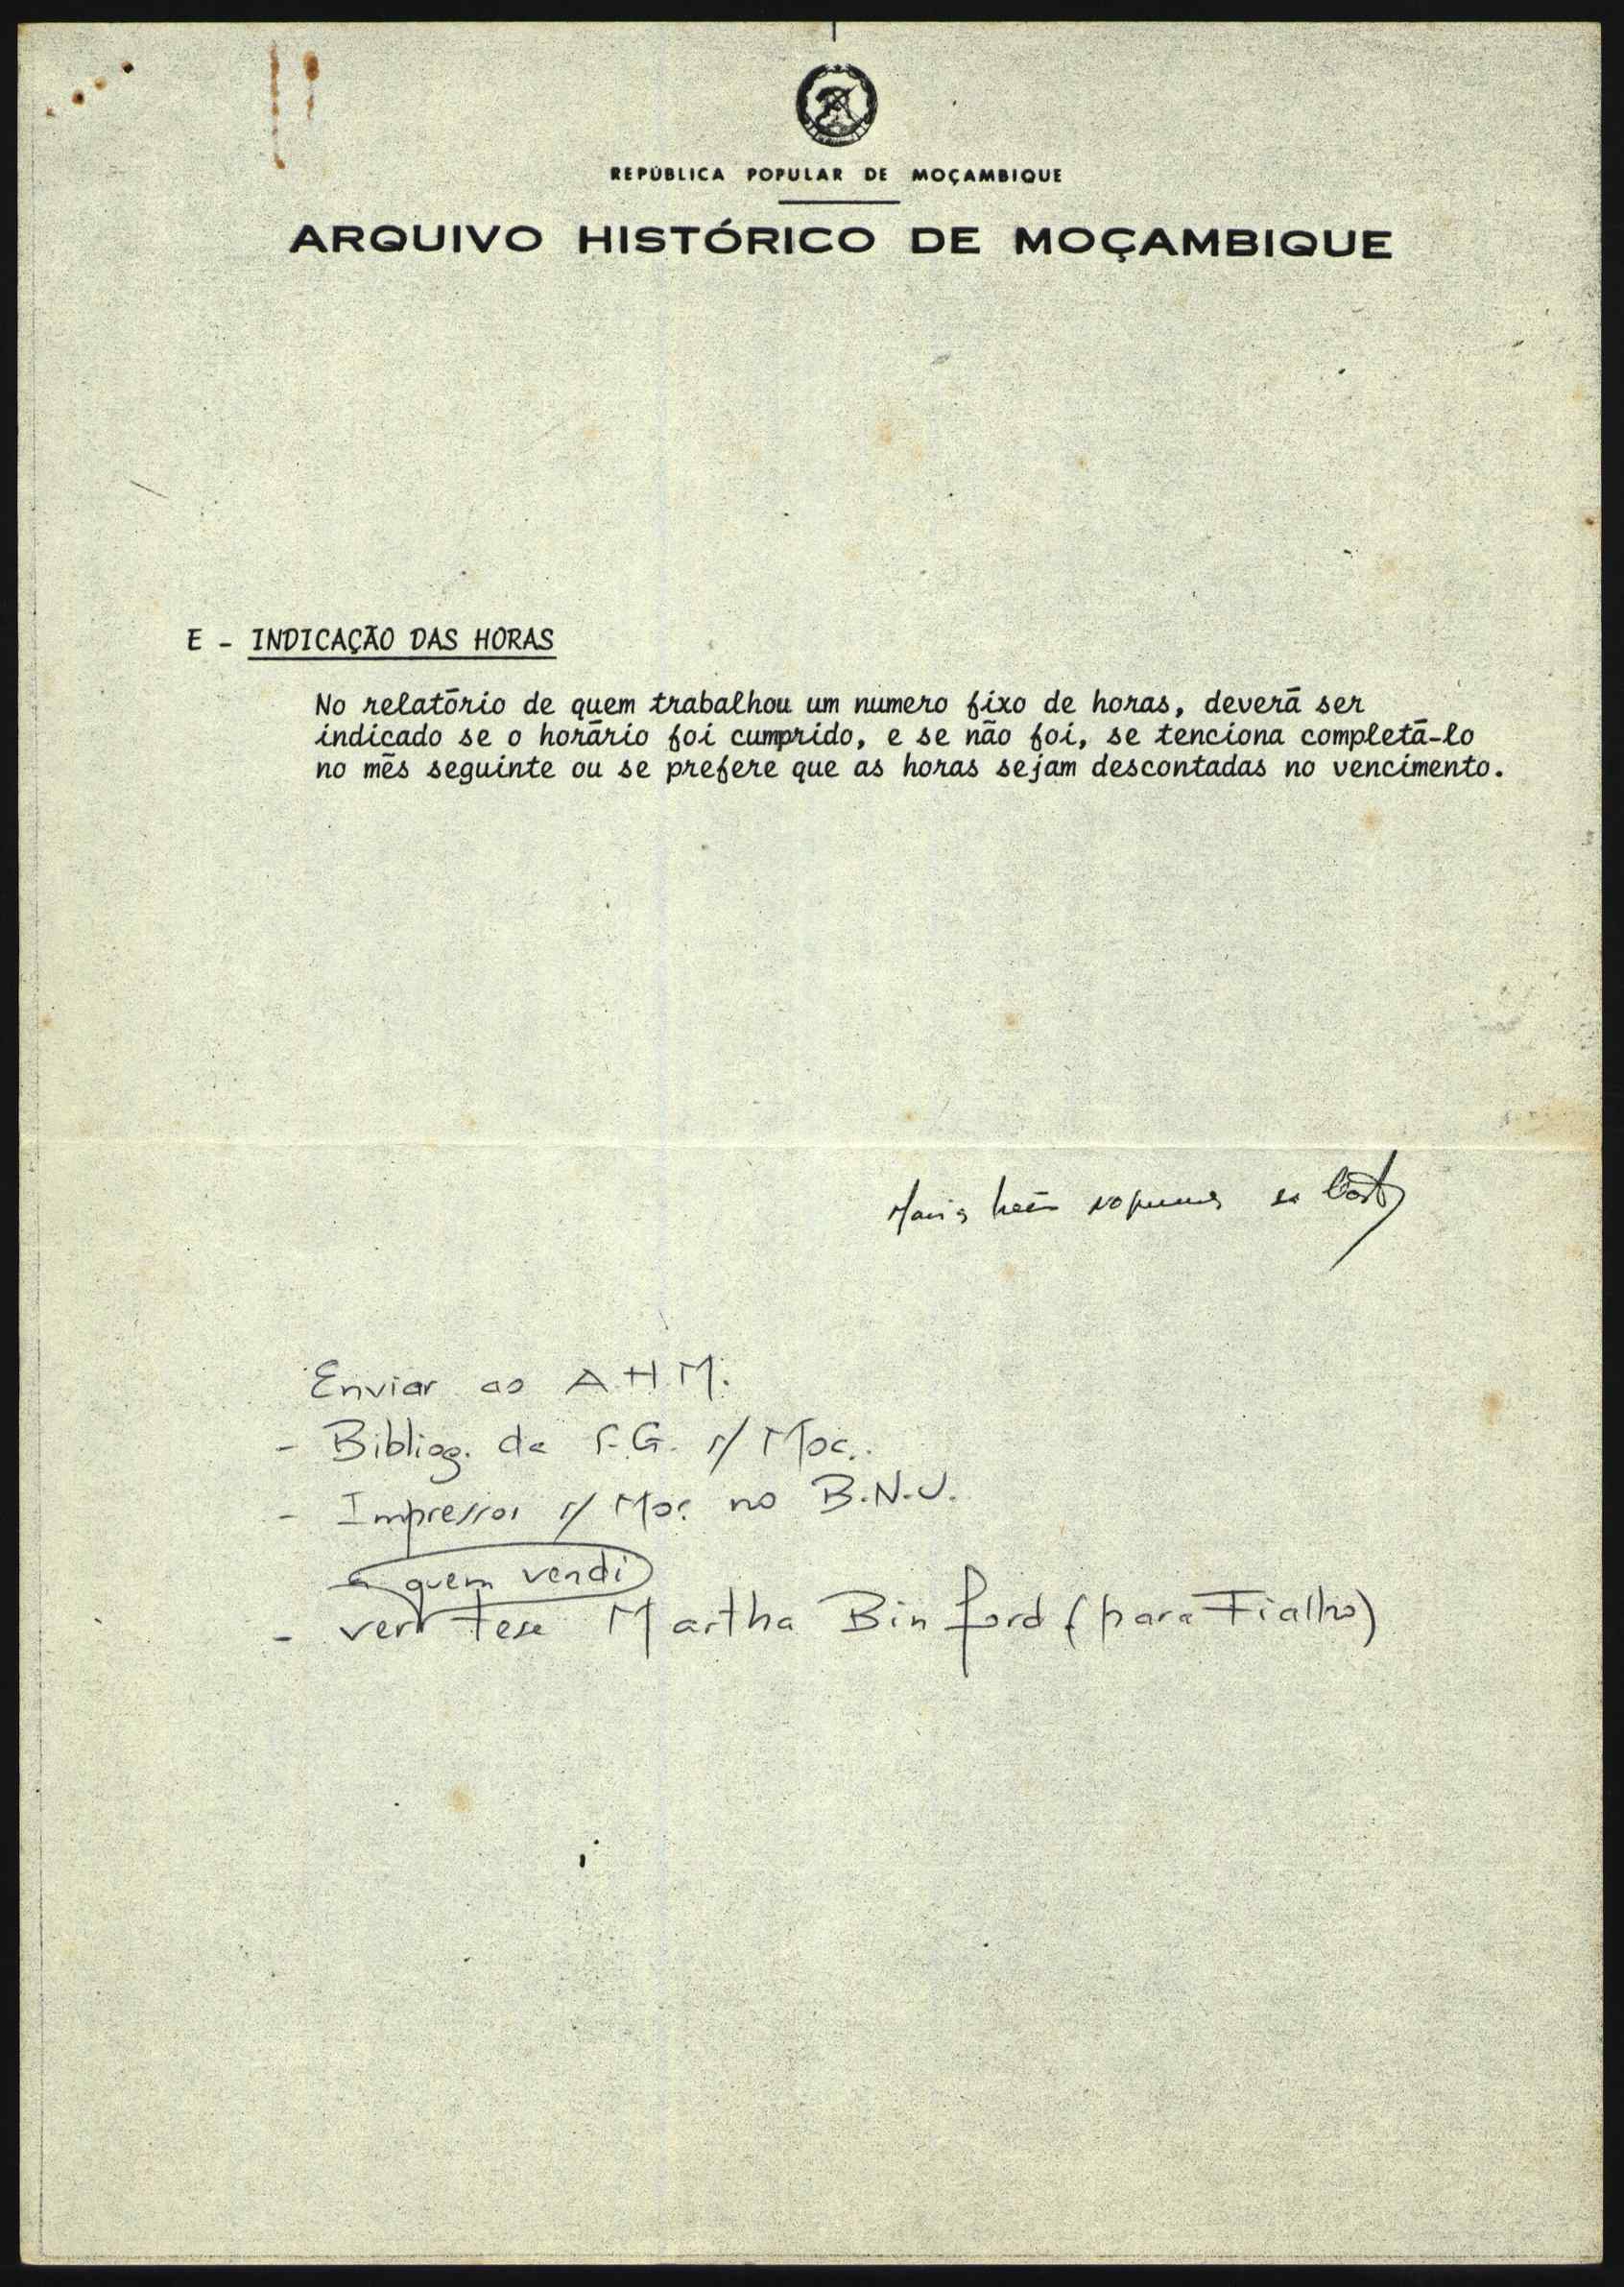 REPÚBLICA POPULAR DE MOÇAMBIQUE
ARQUIVO HISTÓRICO DE MOÇAMBIQUE
E - INDICAÇÃO DAS HORAS
No relatório de quem trabalhou um numero fixo de horas, deverá ser
indicado se o horário foi cumprido, e se não foi, se tenciona completá-lo
no mês seguinte ou se prefere que as horas sejam descontadas no vencimento.
Maria
Enviar ao A.H.M.
- Bibliog. da S.G. s/ Moç.
- Impressos s/ Moç no B.N.U.
a quem vendi
- ver tese Martha Binford (para Fialho)